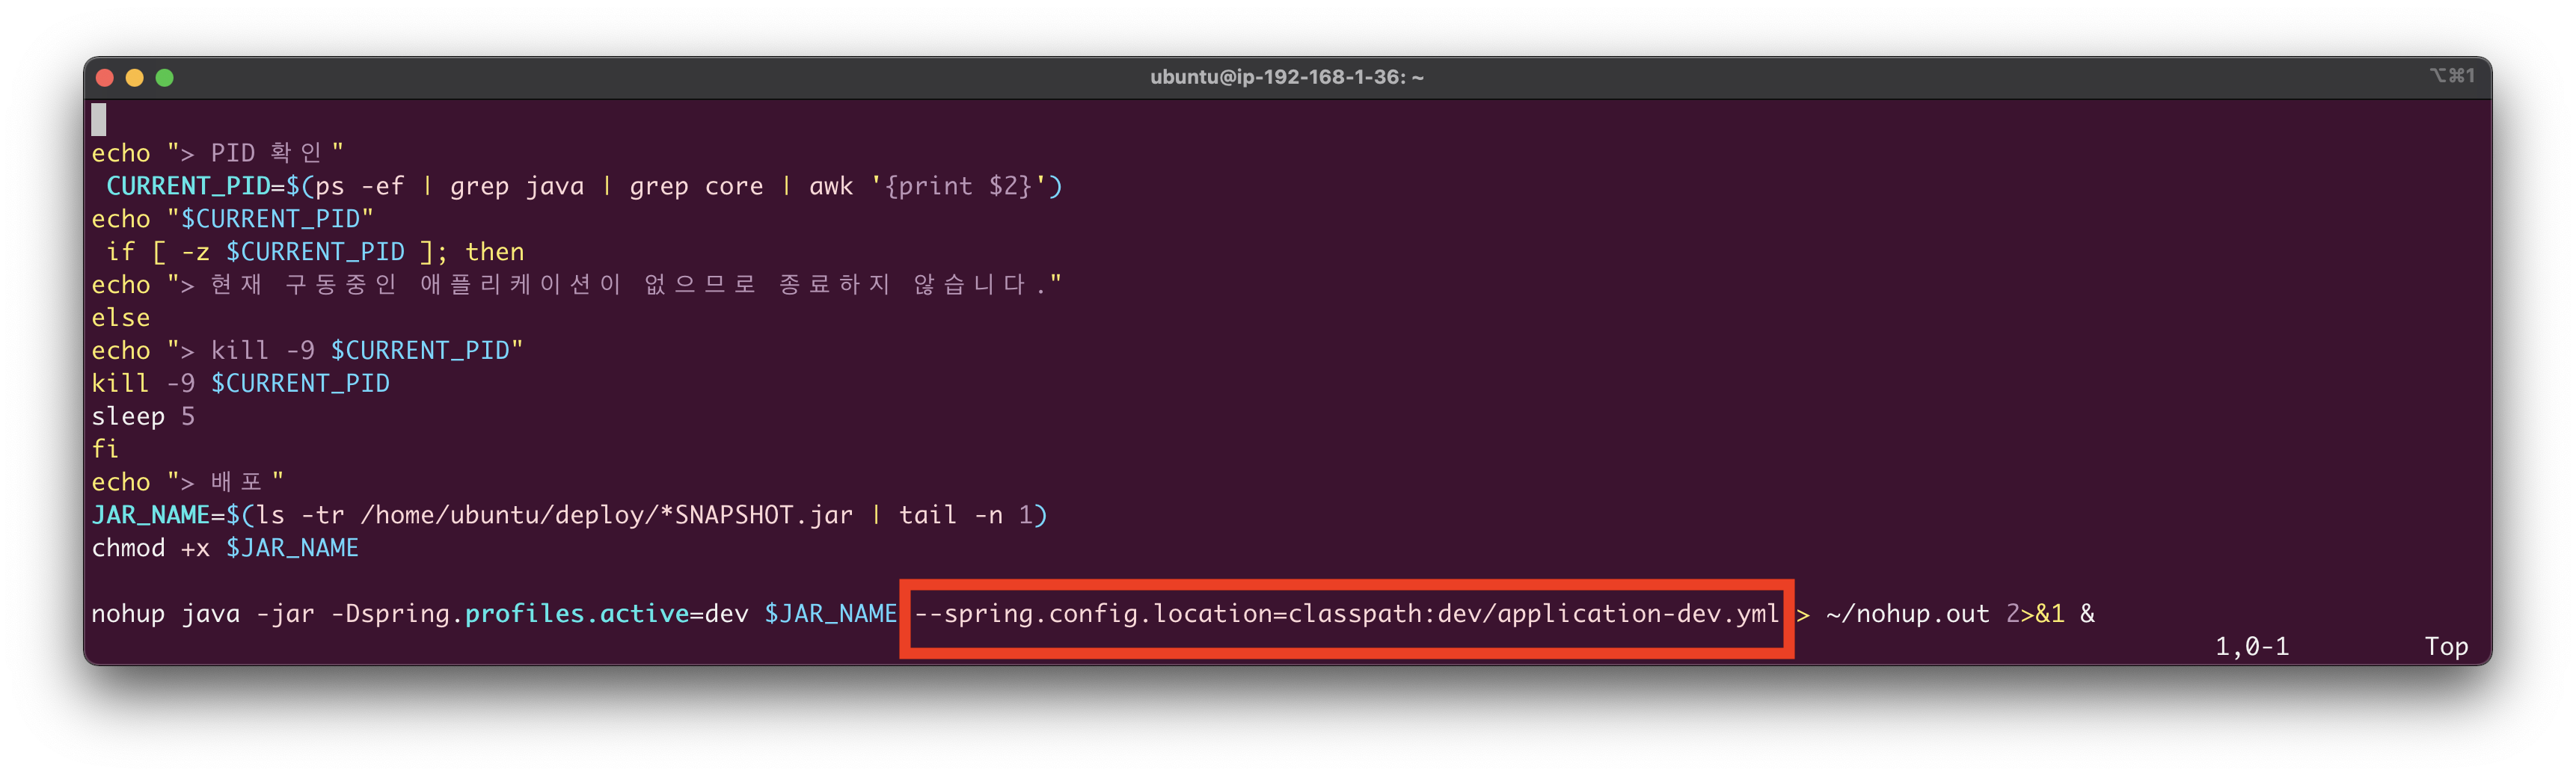 ubuntu@ip-192-168-1-36: ~
⌥⌘1
echo "> PID 확인"
CURRENT_PID=$(ps -ef | grep java | grep core | awk '{print $2}')
echo "$CURRENT_PID"
if [ -z $CURRENT_PID ]; then
echo "> 현재 구동중인 애플리케이션이 없으므로 종료하지 않습니다."
else
echo "> kill -9 $CURRENT_PID"
kill -9 $CURRENT_PID
sleep 5
fi
echo "> 배포"
JAR_NAME=$(ls -tr /home/ubuntu/deploy/*SNAPSHOT.jar | tail -n 1)
chmod +x $JAR_NAME
nohup java -jar -Dspring.profiles.active=dev $JAR_NAME --spring.config.location=classpath:dev/application-dev.yml > ~/nohup.out 2>&1 &
1,0-1 Top